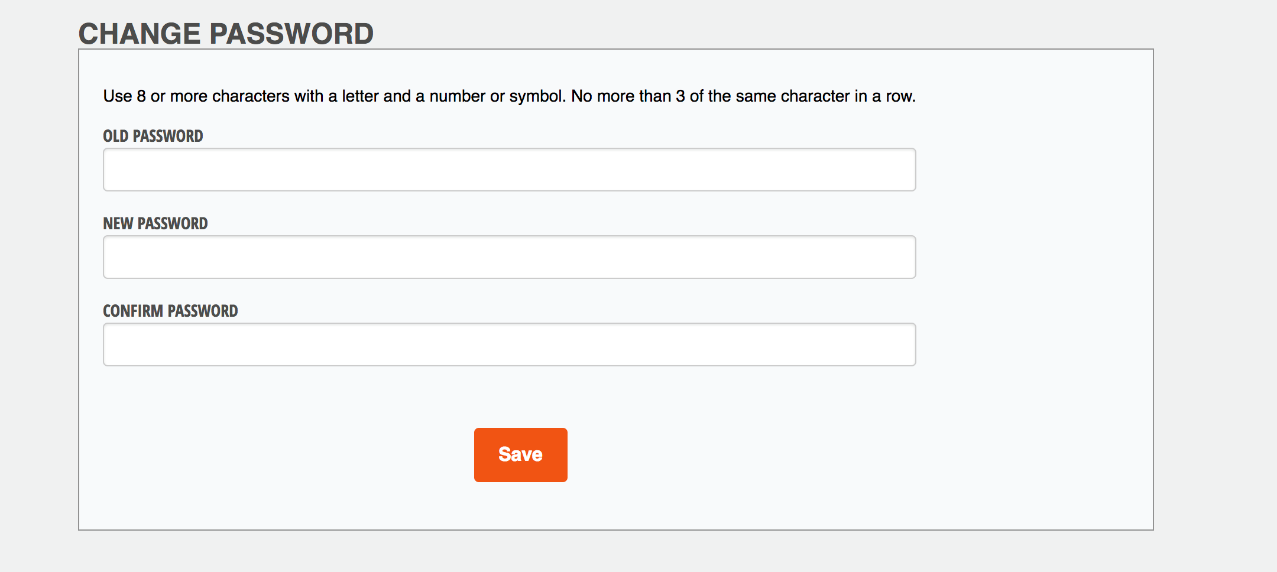 CHANGE PASSWORD
Use 8 or more characters with a letter and a number or symbol. No more than 3 of the same character in a row.
OLD PASSWORD
NEW PASSWORD
CONFIRM PASSWORD
Save